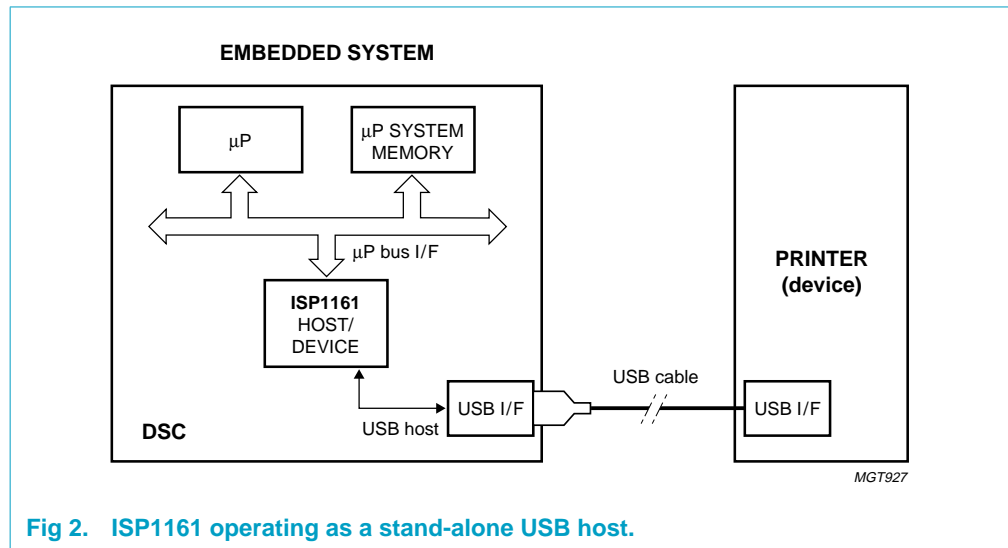 EMBEDDED SYSTEM
μP
μP SYSTEM
MEMORY
μP bus I/F
ISP1161
HOST/
DEVICE
USB host
DSC
USB I/F
USB cable
PRINTER
(device)
USB I/F
MGT927
Fig 2. ISP1161 operating as a stand-alone USB host.